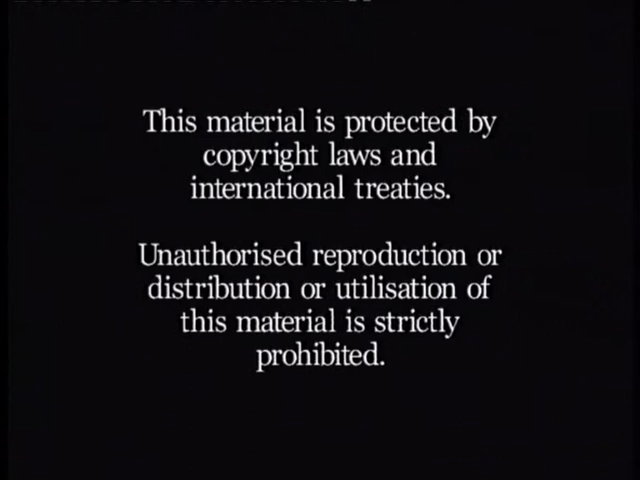 This material is protected by
copyright laws and
international treaties.
Unauthorised reproduction or
distribution or utilisation of
this material is strictly
prohibited.